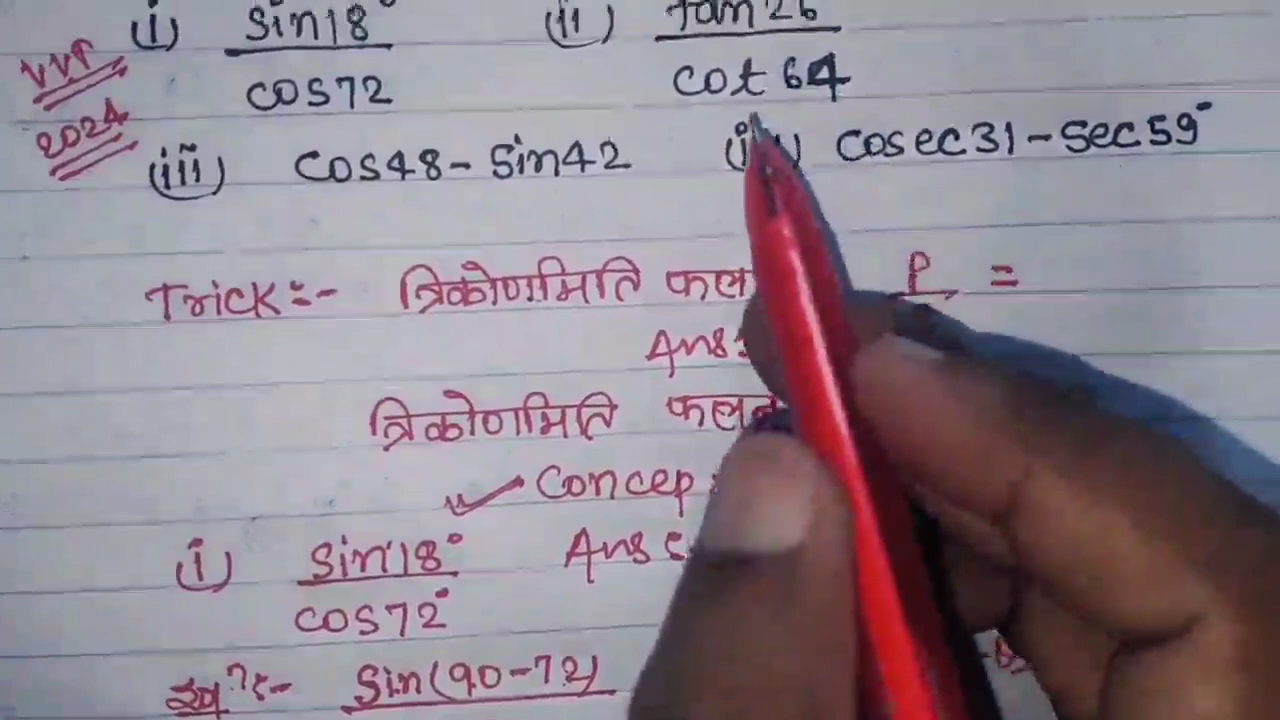 (i) Sin18° (ii) tan26
cos72 cot64
VVI
2024
(iii) cos48-Sin42 cosec31-sec59°
Trick:- त्रिकोणमिति P =
Ans:
त्रिकोणमिति फलन
Concep
(i) Sin18° Ans
cos72°
Sin(90-72)